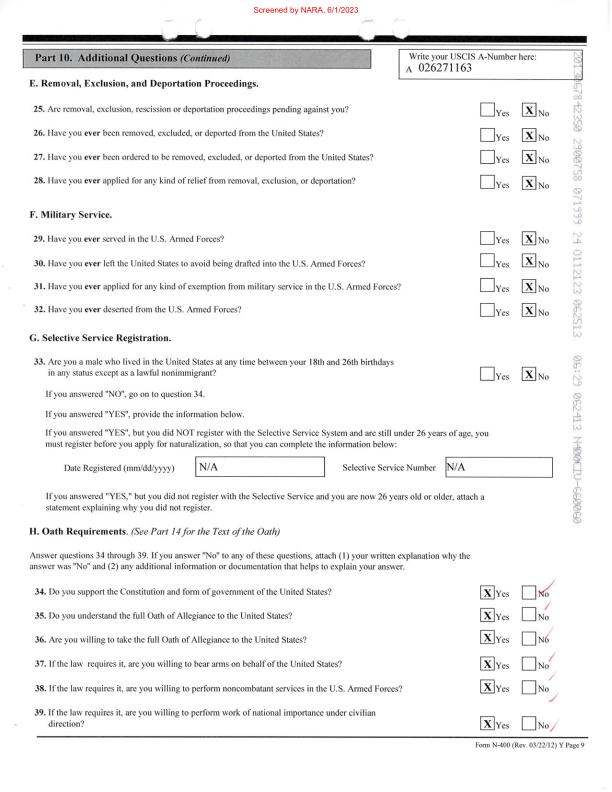 Screened by NARA, 6/1/2023
Part 10. Additional Questions (Continued)
Write your USCIS A-Number here:
A 026271163
E. Removal, Exclusion, and Deportation Proceedings.
25. Are removal, exclusion, rescission or deportation proceedings pending against you? Yes X No
26. Have you ever been removed, excluded, or deported from the United States? Yes X No
27. Have you ever been ordered to be removed, excluded, or deported from the United States? Yes X No
28. Have you ever applied for any kind of relief from removal, exclusion, or deportation? Yes X No
F. Military Service.
29. Have you ever served in the U.S. Armed Forces? Yes X No
30. Have you ever left the United States to avoid being drafted into the U.S. Armed Forces? Yes X No
31. Have you ever applied for any kind of exemption from military service in the U.S. Armed Forces? Yes X No
32. Have you ever deserted from the U.S. Armed Forces? Yes X No
G. Selective Service Registration.
33. Are you a male who lived in the United States at any time between your 18th and 26th birthdays
in any status except as a lawful nonimmigrant? Yes X No
If you answered "NO", go on to question 34.
If you answered "YES", provide the information below.
If you answered "YES", but you did NOT register with the Selective Service System and are still under 26 years of age, you
must register before you apply for naturalization, so that you can complete the information below:
Date Registered (mm/dd/yyyy) N/A Selective Service Number N/A
If you answered "YES," but you did not register with the Selective Service and you are now 26 years old or older, attach a
statement explaining why you did not register.
H. Oath Requirements. (See Part 14 for the Text of the Oath)
Answer questions 34 through 39. If you answer "No" to any of these questions, attach (1) your written explanation why the
answer was "No" and (2) any additional information or documentation that helps to explain your answer.
34. Do you support the Constitution and form of government of the United States? X Yes No
35. Do you understand the full Oath of Allegiance to the United States? X Yes No
36. Are you willing to take the full Oath of Allegiance to the United States? X Yes No
37. If the law requires it, are you willing to bear arms on behalf of the United States? X Yes No
38. If the law requires it, are you willing to perform noncombatant services in the U.S. Armed Forces? X Yes No
39. If the law requires it, are you willing to perform work of national importance under civilian
direction? X Yes No
Form N-400 (Rev. 03/22/12) Y Page 9